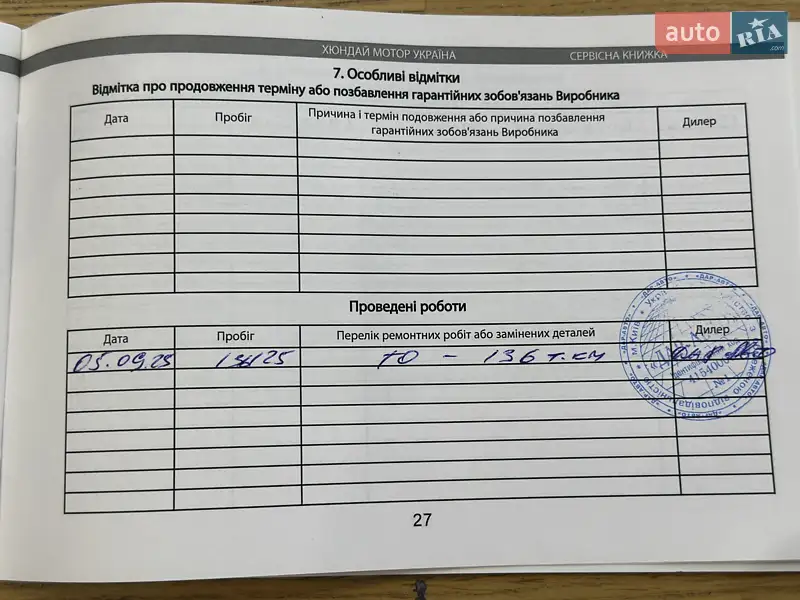 auto RIA .com
ХЮНДАЙ МОТОР УКРАЇНА СЕРВІСНА КНИЖКА
7. Особливі відмітки
Відмітка про продовження терміну або позбавлення гарантійних зобов'язань Виробника
Дата Пробіг Причина і термін подовження або причина позбавлення гарантійних зобов'язань Виробника Дилер
Проведені роботи
Дата Пробіг Перелік ремонтних робіт або замінених деталей Дилер
05.09.25 ТО - 136 т.км
27